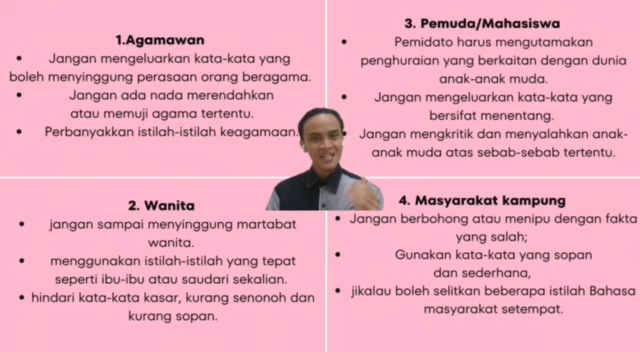 1.Agamawan
• Jangan mengeluarkan kata-kata yang
boleh menyinggung perasaan orang beragama.
• Jangan ada nada merendahkan
atau memuji agama tertentu.
• Perbanyakkan istilah-istilah keagamaan.
2. Wanita
• jangan sampai menyinggung martabat
wanita.
• menggunakan istilah-istilah yang tepat
seperti ibu-ibu atau saudari sekalian.
• hindari kata-kata kasar, kurang senonoh dan
kurang sopan.
3. Pemuda/Mahasiswa
• Pemidato harus mengutamakan
penghuraian yang berkaitan dengan dunia
anak-anak muda.
• Jangan mengeluarkan kata-kata yang
bersifat menentang.
• Jangan mengkritik dan menyalahkan anak-
anak muda atas sebab-sebab tertentu.
4. Masyarakat kampung
• Jangan berbohong atau menipu dengan fakta
yang salah;
• Gunakan kata-kata yang sopan
dan sederhana,
• jikalau boleh selitkan beberapa istilah Bahasa
masyarakat setempat.